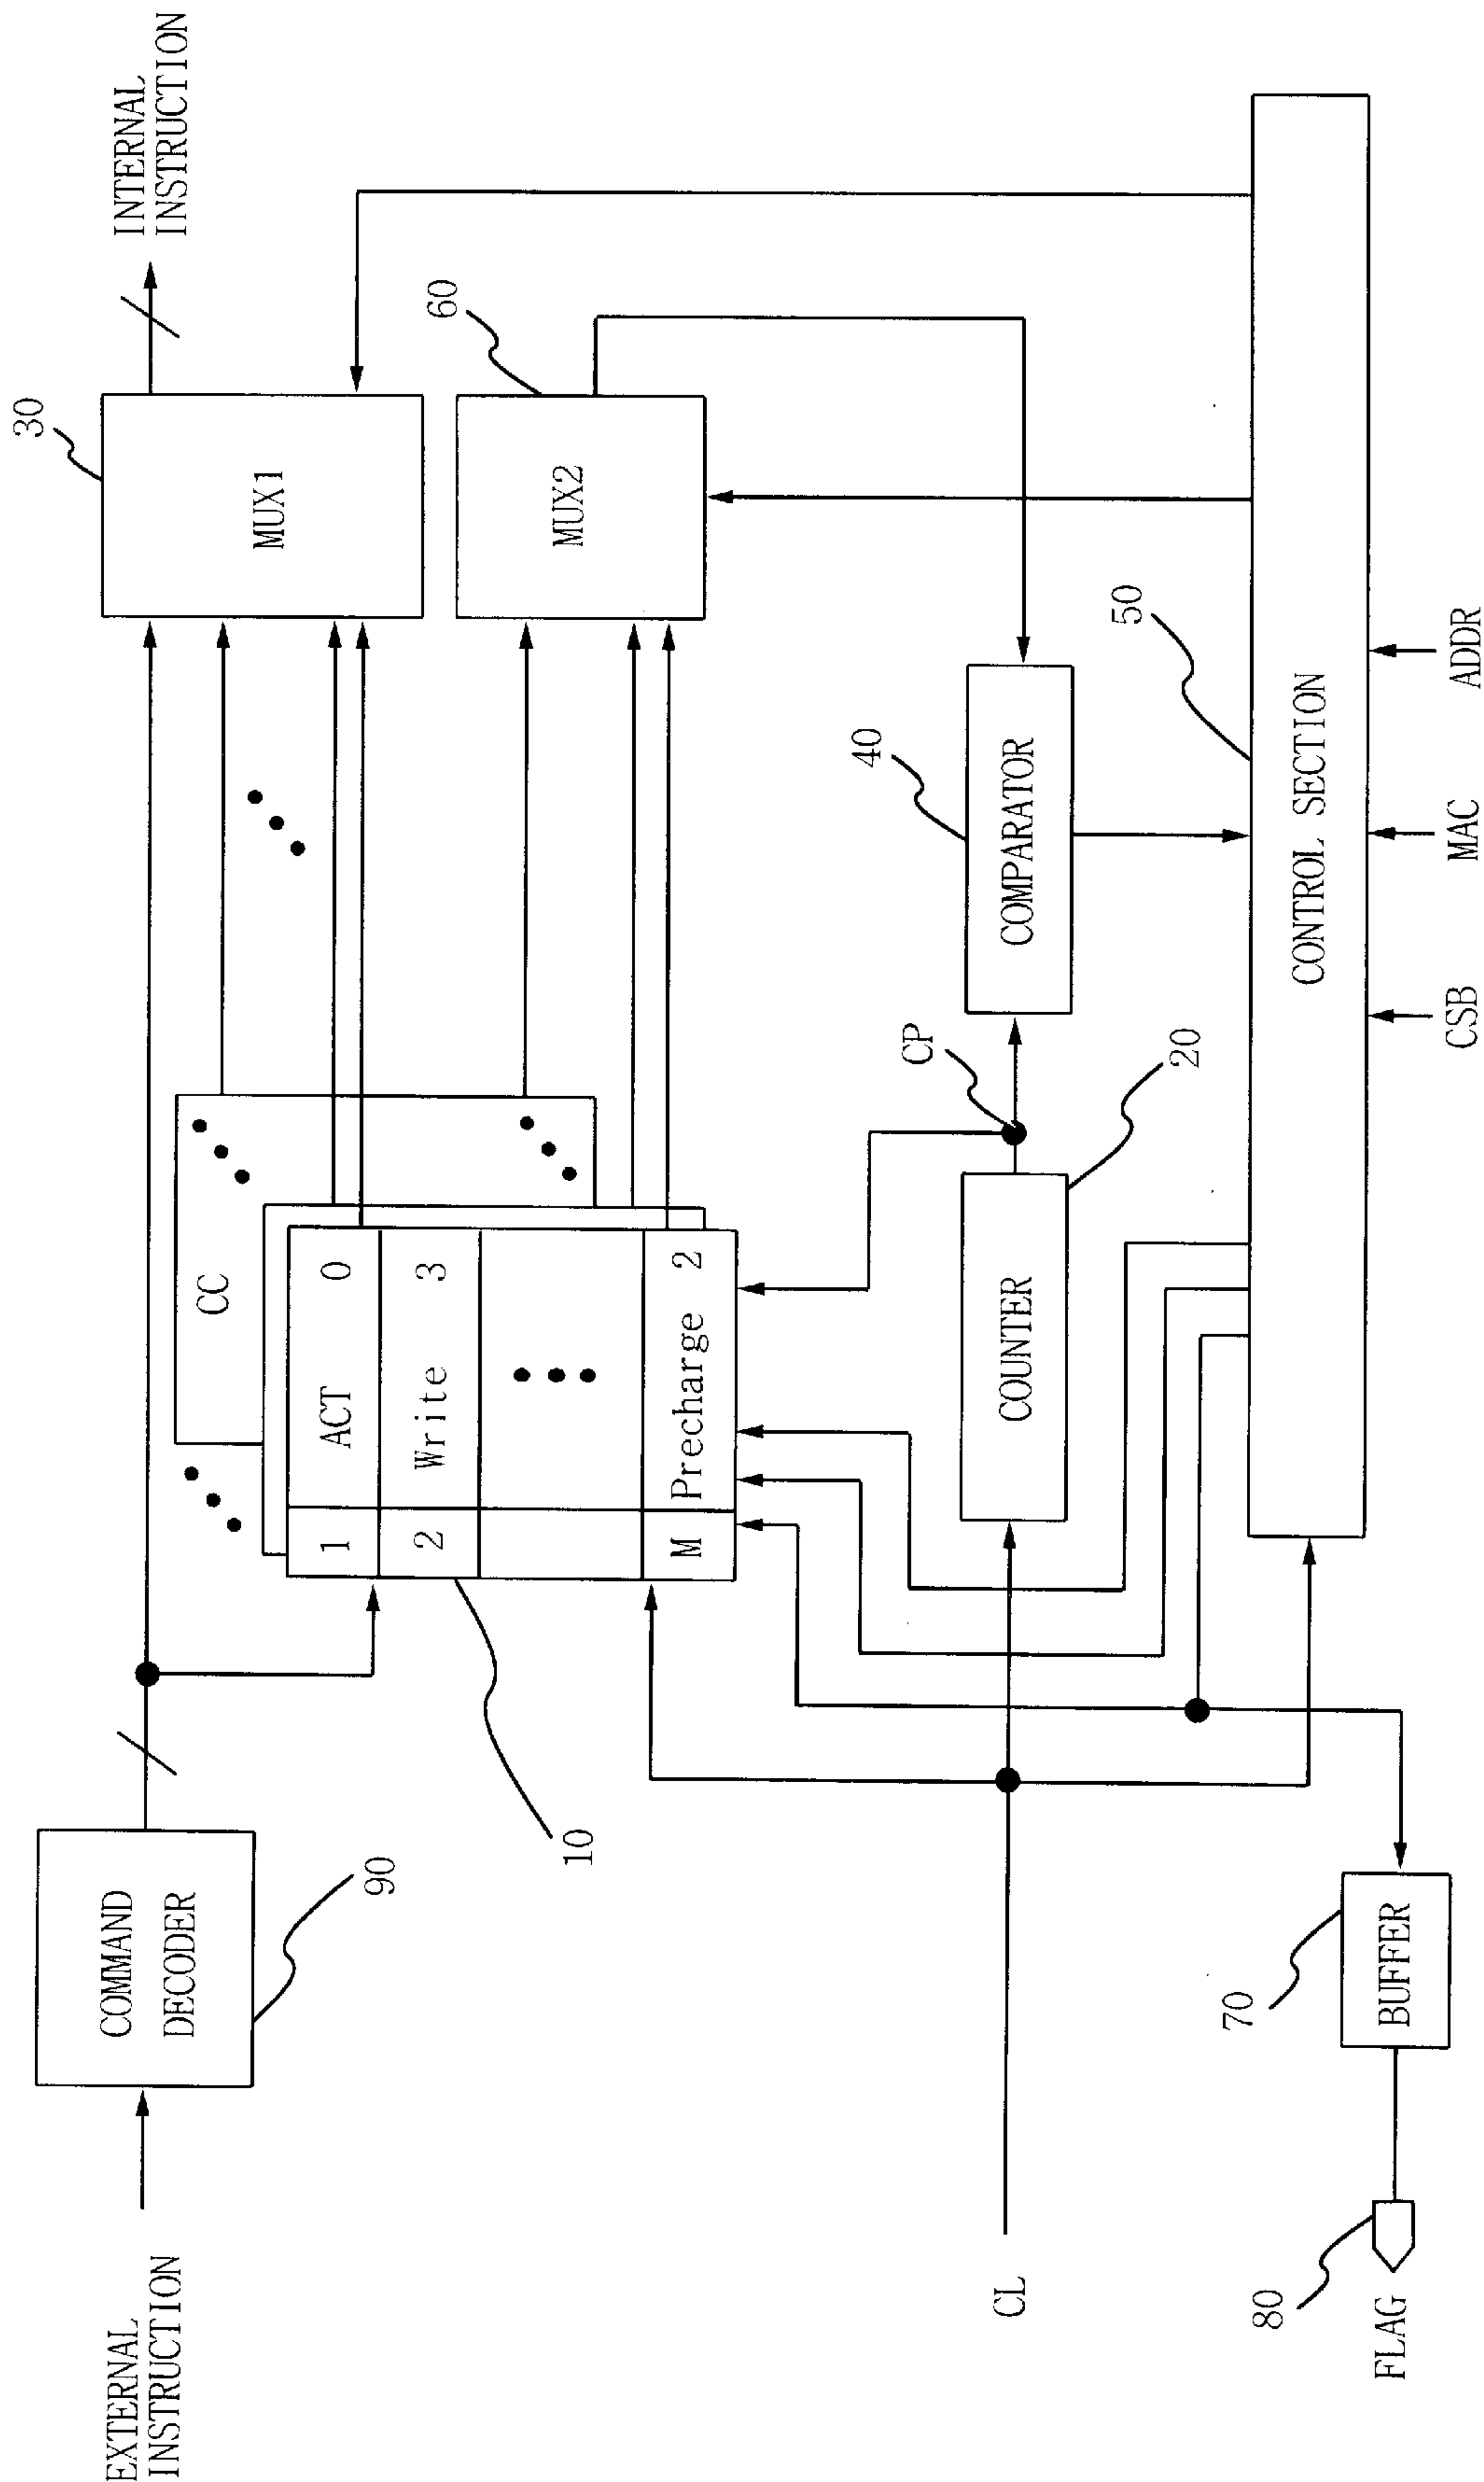 EXTERNAL
INSTRUCTION
COMMAND
DECODER
90
10
CC
1 ACT 0
2 Write 3
M Precharge 2
30
MUX1
INTERNAL
INSTRUCTION
60
MUX2
CL
COUNTER
20
CP
40
COMPARATOR
50
CONTROL SECTION
CSB
MAC
ADDR
70
BUFFER
80
FLAG